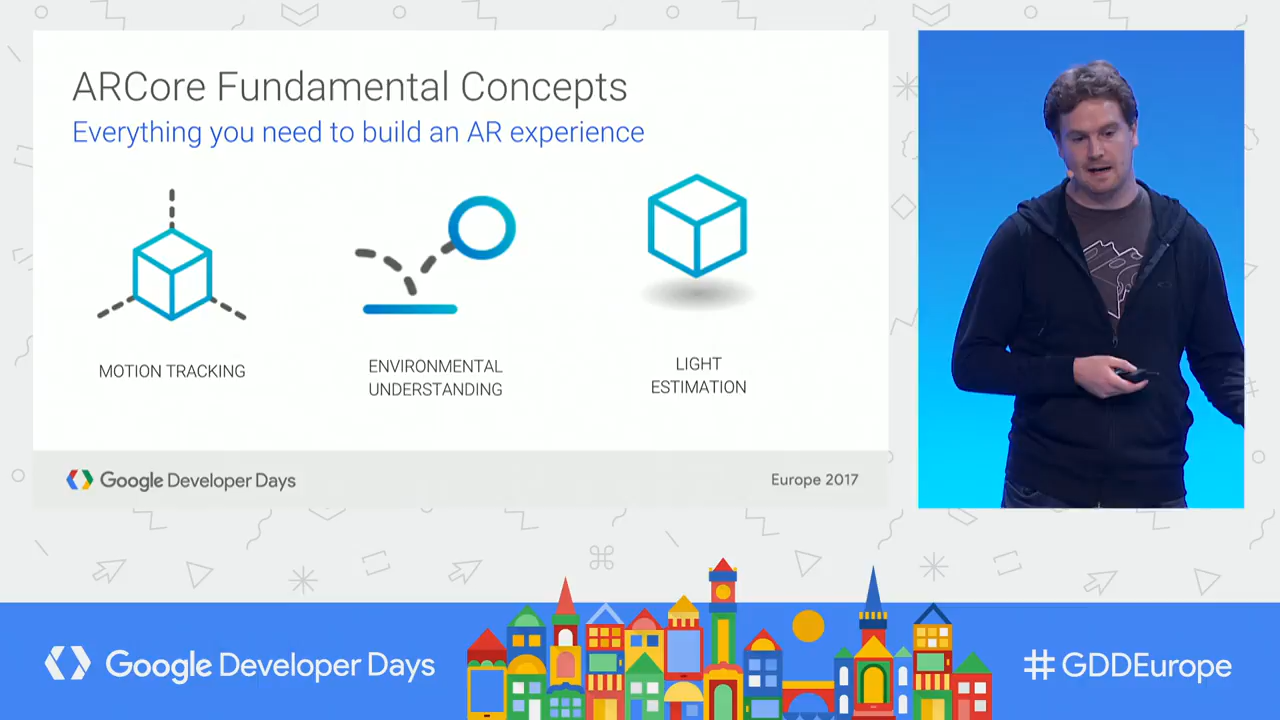 ARCore Fundamental Concepts
Everything you need to build an AR experience
MOTION TRACKING
ENVIRONMENTAL
UNDERSTANDING
LIGHT
ESTIMATION
Google Developer Days
Europe 2017
Google Developer Days
#GDDEurope